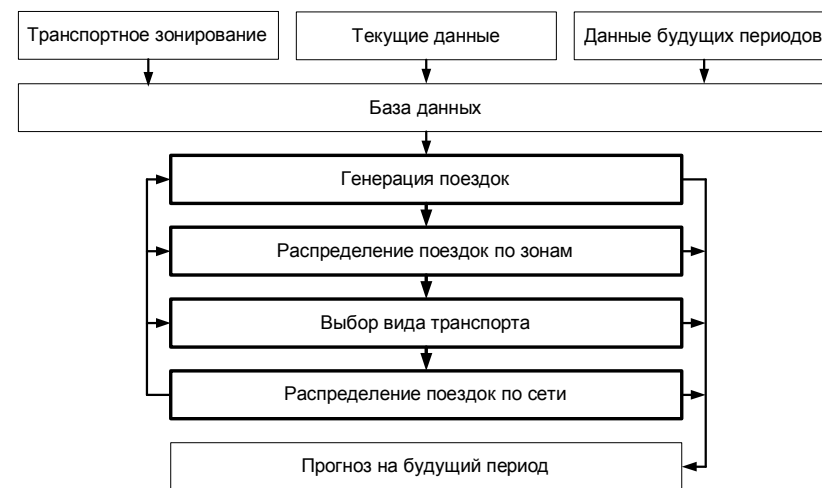 Транспортное зонирование
Текущие данные
Данные будущих периодов
База данных
Генерация поездок
Распределение поездок по зонам
Выбор вида транспорта
Распределение поездок по сети
Прогноз на будущий период